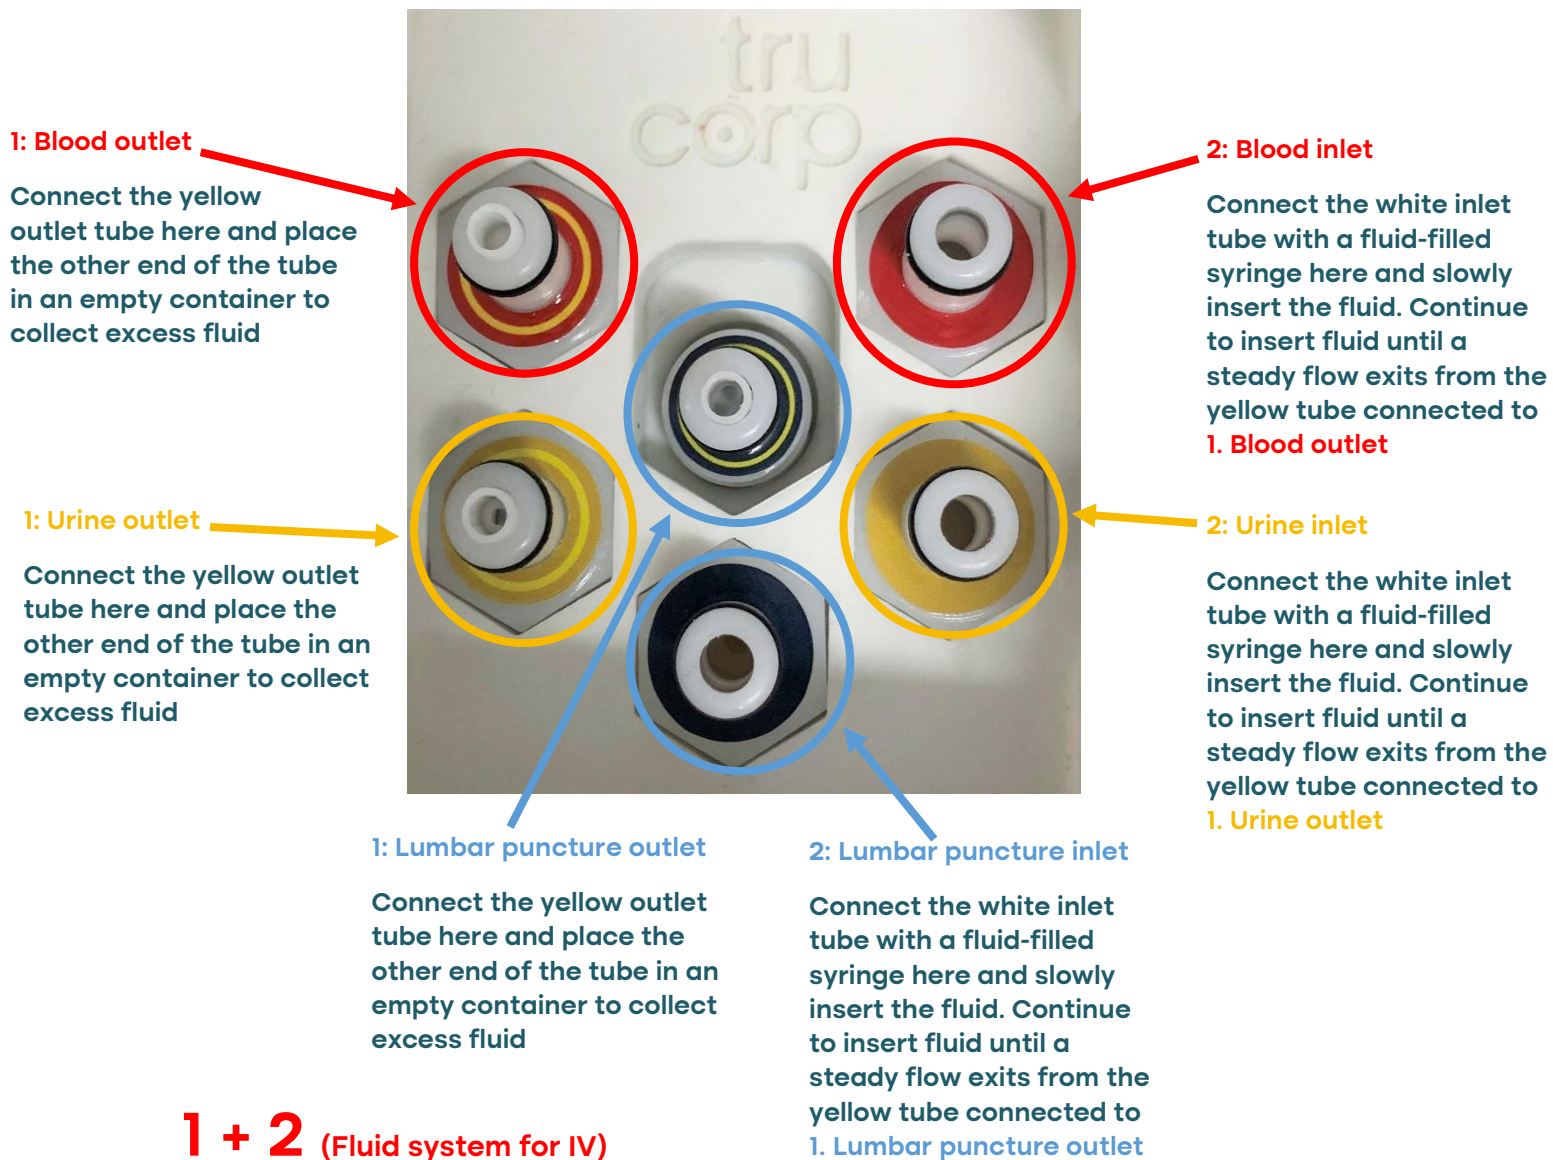 tru
corp
1: Blood outlet
Connect the yellow
outlet tube here and place
the other end of the tube
in an empty container to
collect excess fluid
2: Blood inlet
Connect the white inlet
tube with a fluid-filled
syringe here and slowly
insert the fluid. Continue
to insert fluid until a
steady flow exits from the
yellow tube connected to
1. Blood outlet
1: Urine outlet
Connect the yellow outlet
tube here and place the
other end of the tube in an
empty container to collect
excess fluid
2: Urine inlet
Connect the white inlet
tube with a fluid-filled
syringe here and slowly
insert the fluid. Continue
to insert fluid until a
steady flow exits from the
yellow tube connected to
1. Urine outlet
1: Lumbar puncture outlet
Connect the yellow outlet
tube here and place the
other end of the tube in an
empty container to collect
excess fluid
2: Lumbar puncture inlet
Connect the white inlet
tube with a fluid-filled
syringe here and slowly
insert the fluid. Continue
to insert fluid until a
steady flow exits from the
yellow tube connected to
1. Lumbar puncture outlet
1 + 2 (Fluid system for IV)